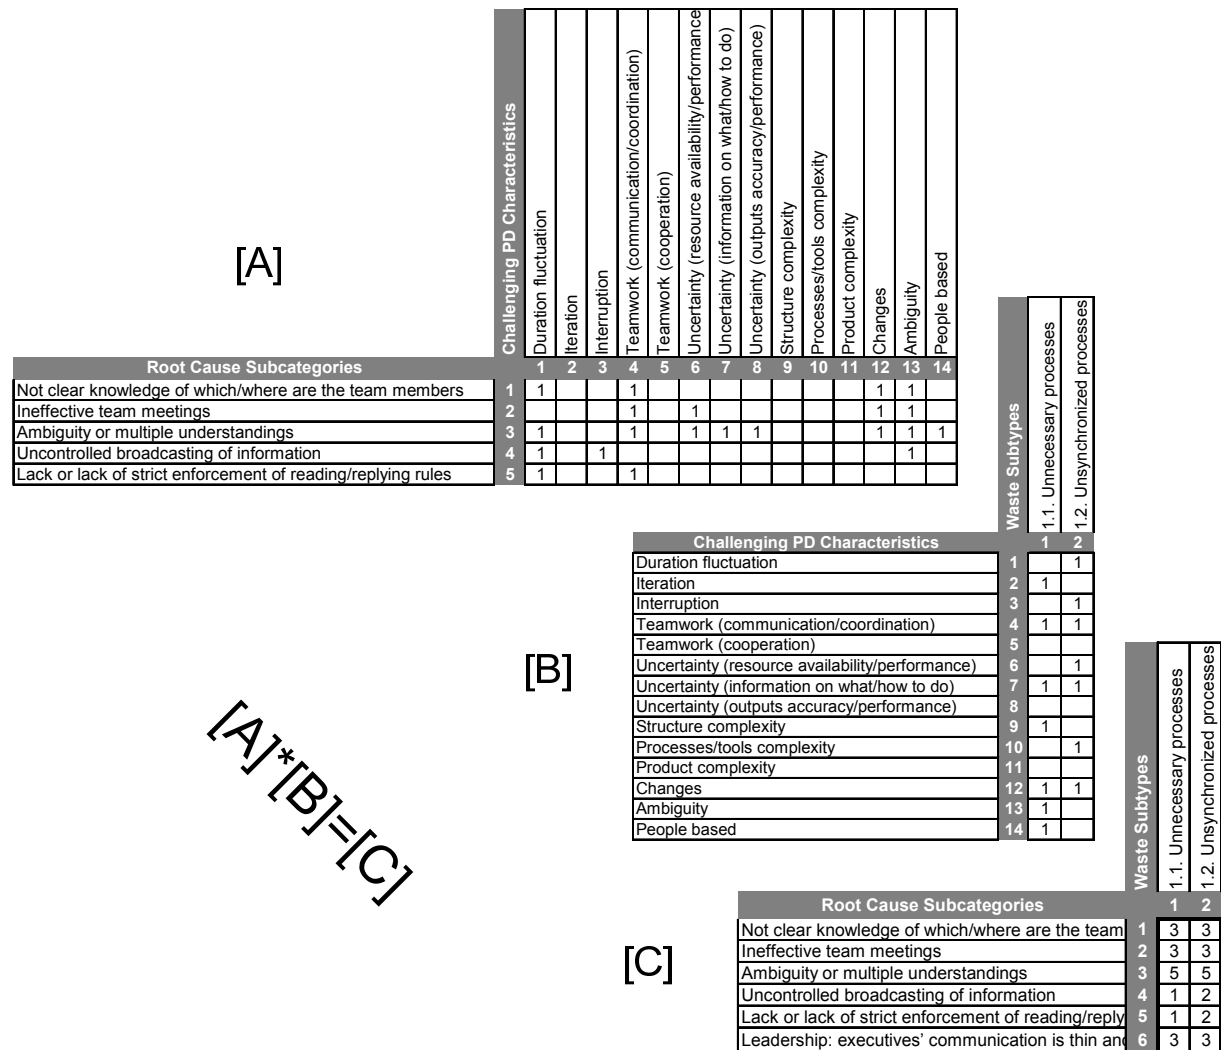 [A]
Challenging PD Characteristics
Duration fluctuation
Iteration
Interruption
Teamwork (communication/coordination)
Teamwork (cooperation)
Uncertainty (resource availability/performance
Uncertainty (information on what/how to do)
Uncertainty (outputs accuracy/performance)
Structure complexity
Processes/tools complexity
Product complexity
Changes
Ambiguity
People based
Root Cause Subcategories 1 2 3 4 5 6 7 8 9 10 11 12 13 14
Not clear knowledge of which/where are the team members 1 1 1 1 1
Ineffective team meetings 2 1 1 1 1
Ambiguity or multiple understandings 3 1 1 1 1 1 1 1 1
Uncontrolled broadcasting of information 4 1 1 1
Lack or lack of strict enforcement of reading/replying rules 5 1 1
[B]
Waste Subtypes
1.1. Unnecessary processes
1.2. Unsynchronized processes
Challenging PD Characteristics 1 2
Duration fluctuation 1 1
Iteration 2 1
Interruption 3 1
Teamwork (communication/coordination) 4 1 1
Teamwork (cooperation) 5
Uncertainty (resource availability/performance) 6 1
Uncertainty (information on what/how to do) 7 1 1
Uncertainty (outputs accuracy/performance) 8
Structure complexity 9 1
Processes/tools complexity 10 1
Product complexity 11
Changes 12 1 1
Ambiguity 13 1
People based 14 1
[A]*[B]=[C]
[C]
Waste Subtypes
1.1. Unnecessary processes
1.2. Unsynchronized processes
Root Cause Subcategories 1 2
Not clear knowledge of which/where are the team 1 3 3
Ineffective team meetings 2 3 3
Ambiguity or multiple understandings 3 5 5
Uncontrolled broadcasting of information 4 1 2
Lack or lack of strict enforcement of reading/reply 5 1 2
Leadership: executives' communication is thin and 6 3 3